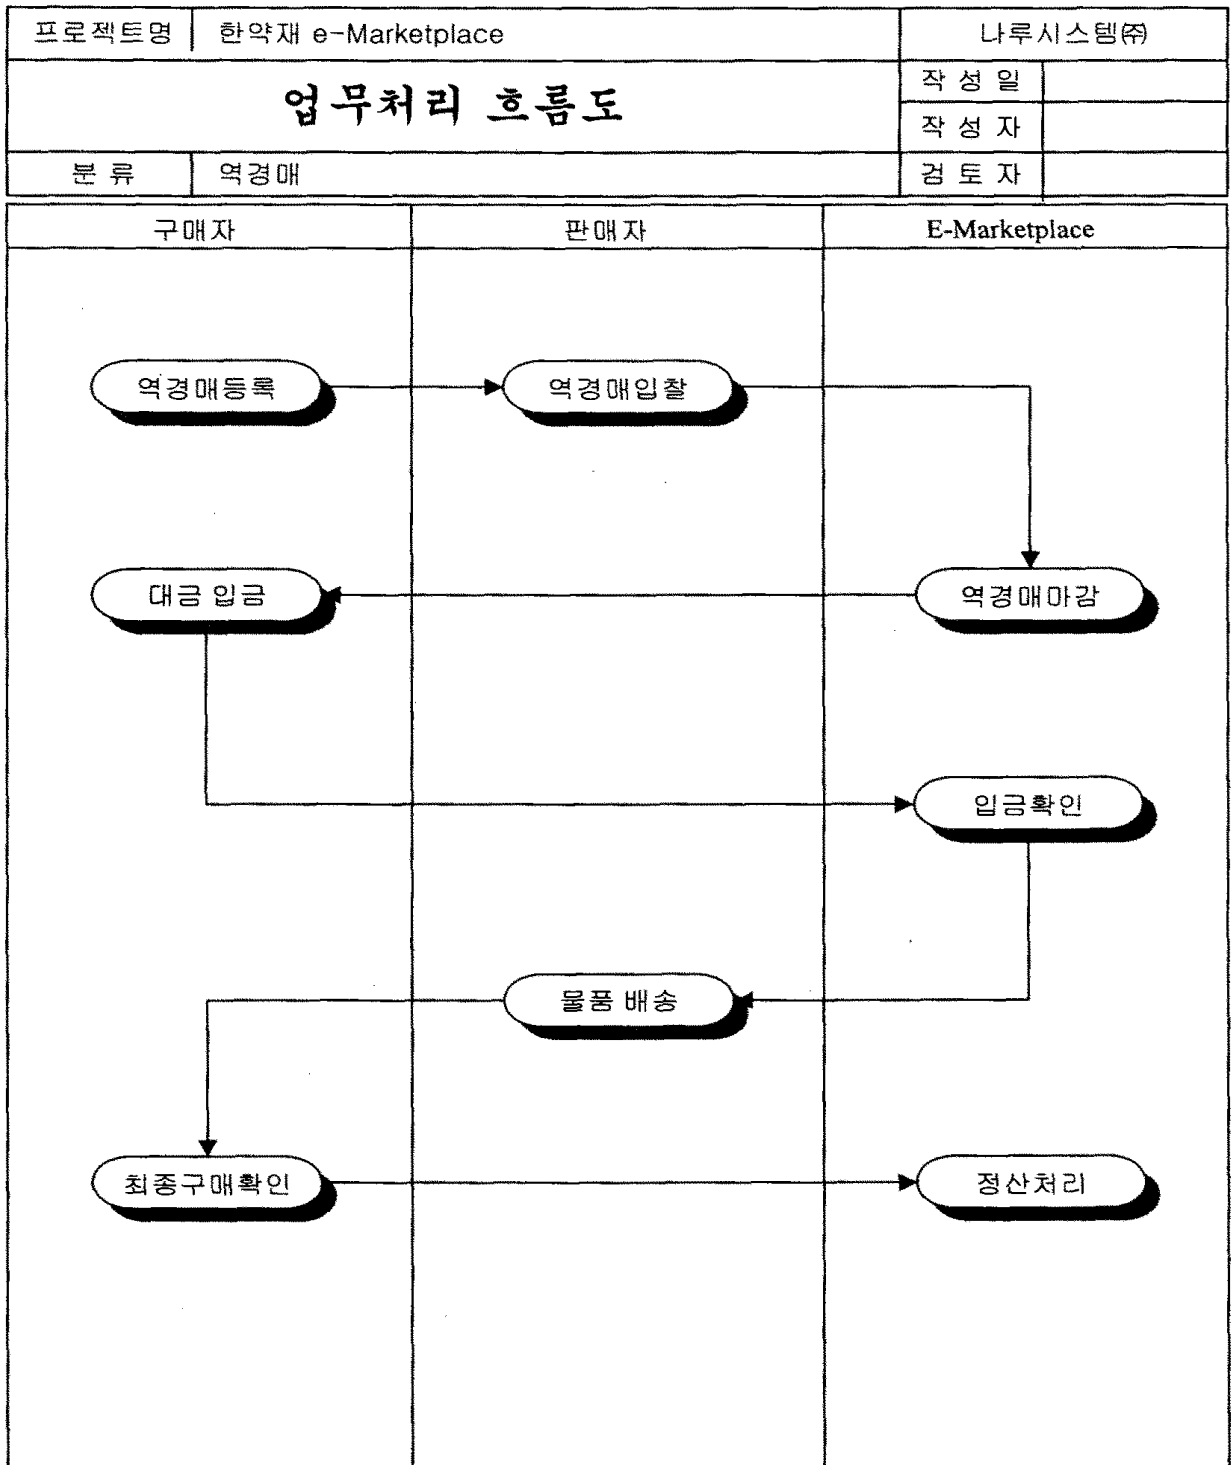 프로젝트명 한약재 e-Marketplace 나루시스템㈜
업무처리 흐름도
작 성 일
작 성 자
분 류 역경매 검 토 자
구매자 판매자 E-Marketplace
역경매등록 역경매입찰
대금 입금 역경매마감
입금확인
물품 배송
최종구매확인 정산처리